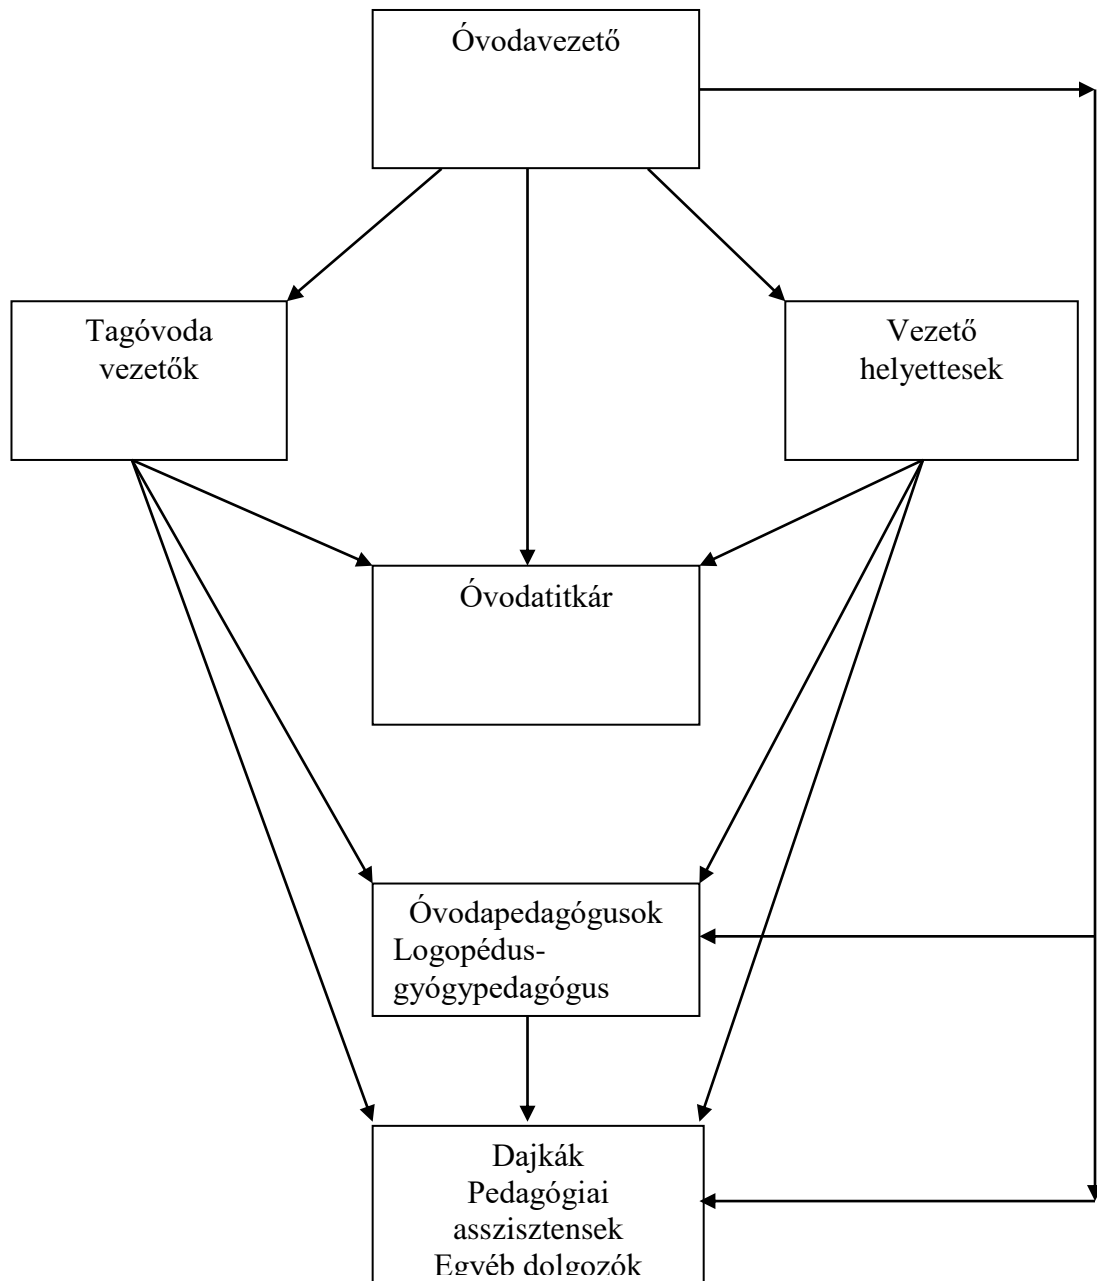 Óvodavezető
Tagóvoda
vezetők
Vezető
helyettesek
Óvodatitkár
Óvodapedagógusok
Logopédus-
gyógypedagógus
Dajkák
Pedagógiai
asszisztensek
Egyéb dolgozók